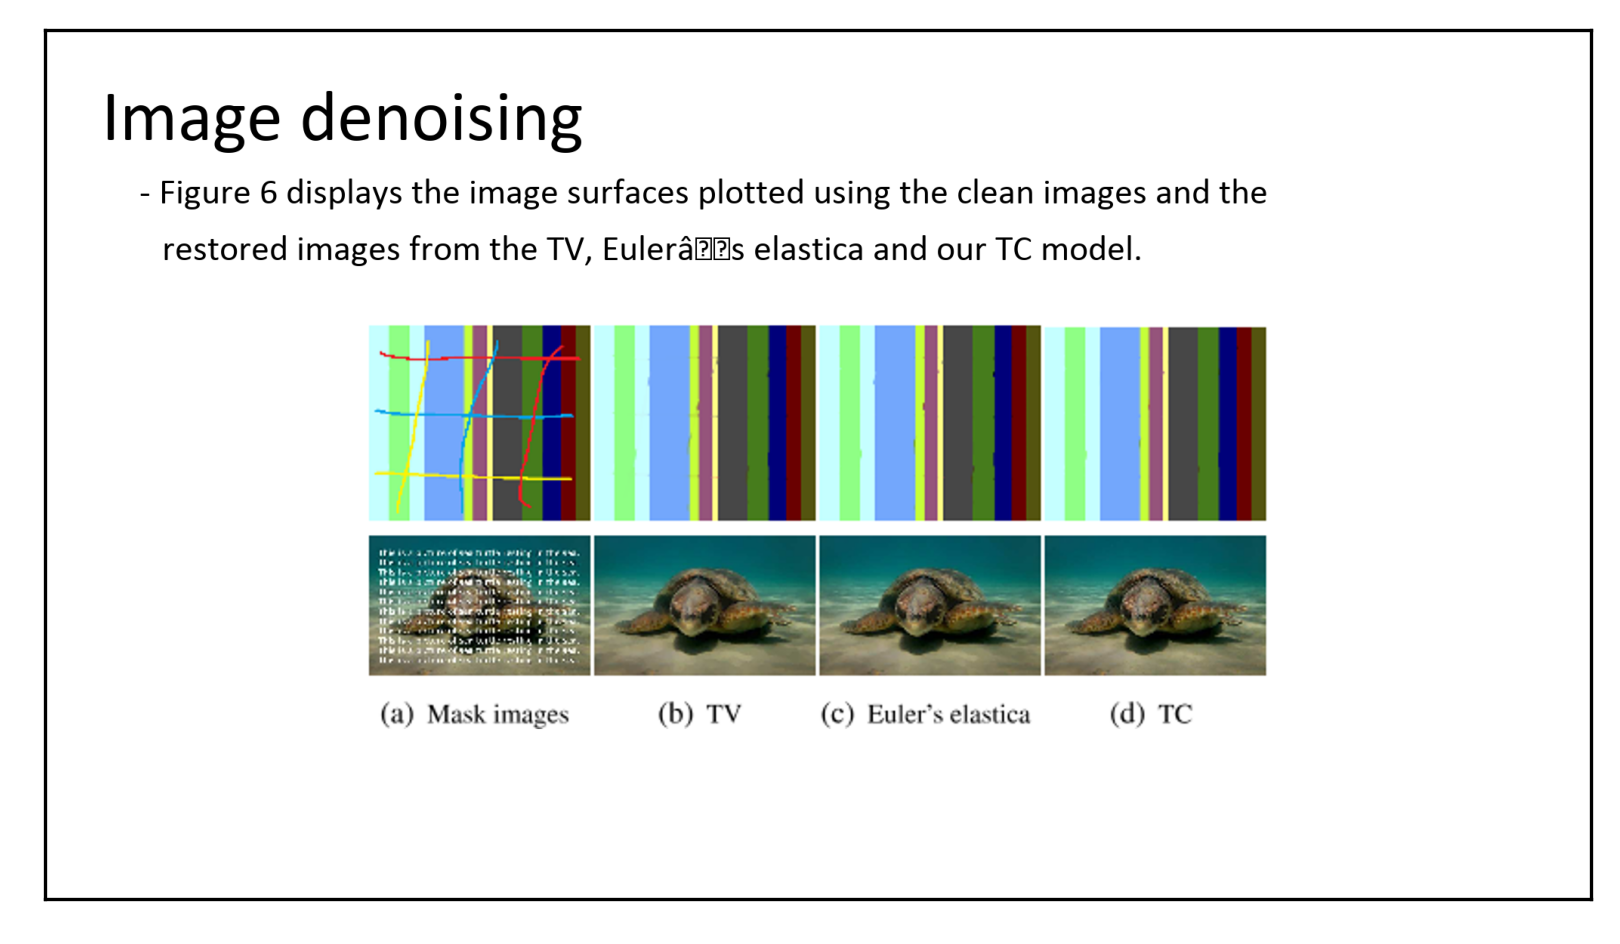 Image denoising
- Figure 6 displays the image surfaces plotted using the clean images and the
restored images from the TV, Eulerâ��s elastica and our TC model.
(a) Mask images (b) TV (c) Euler’s elastica (d) TC